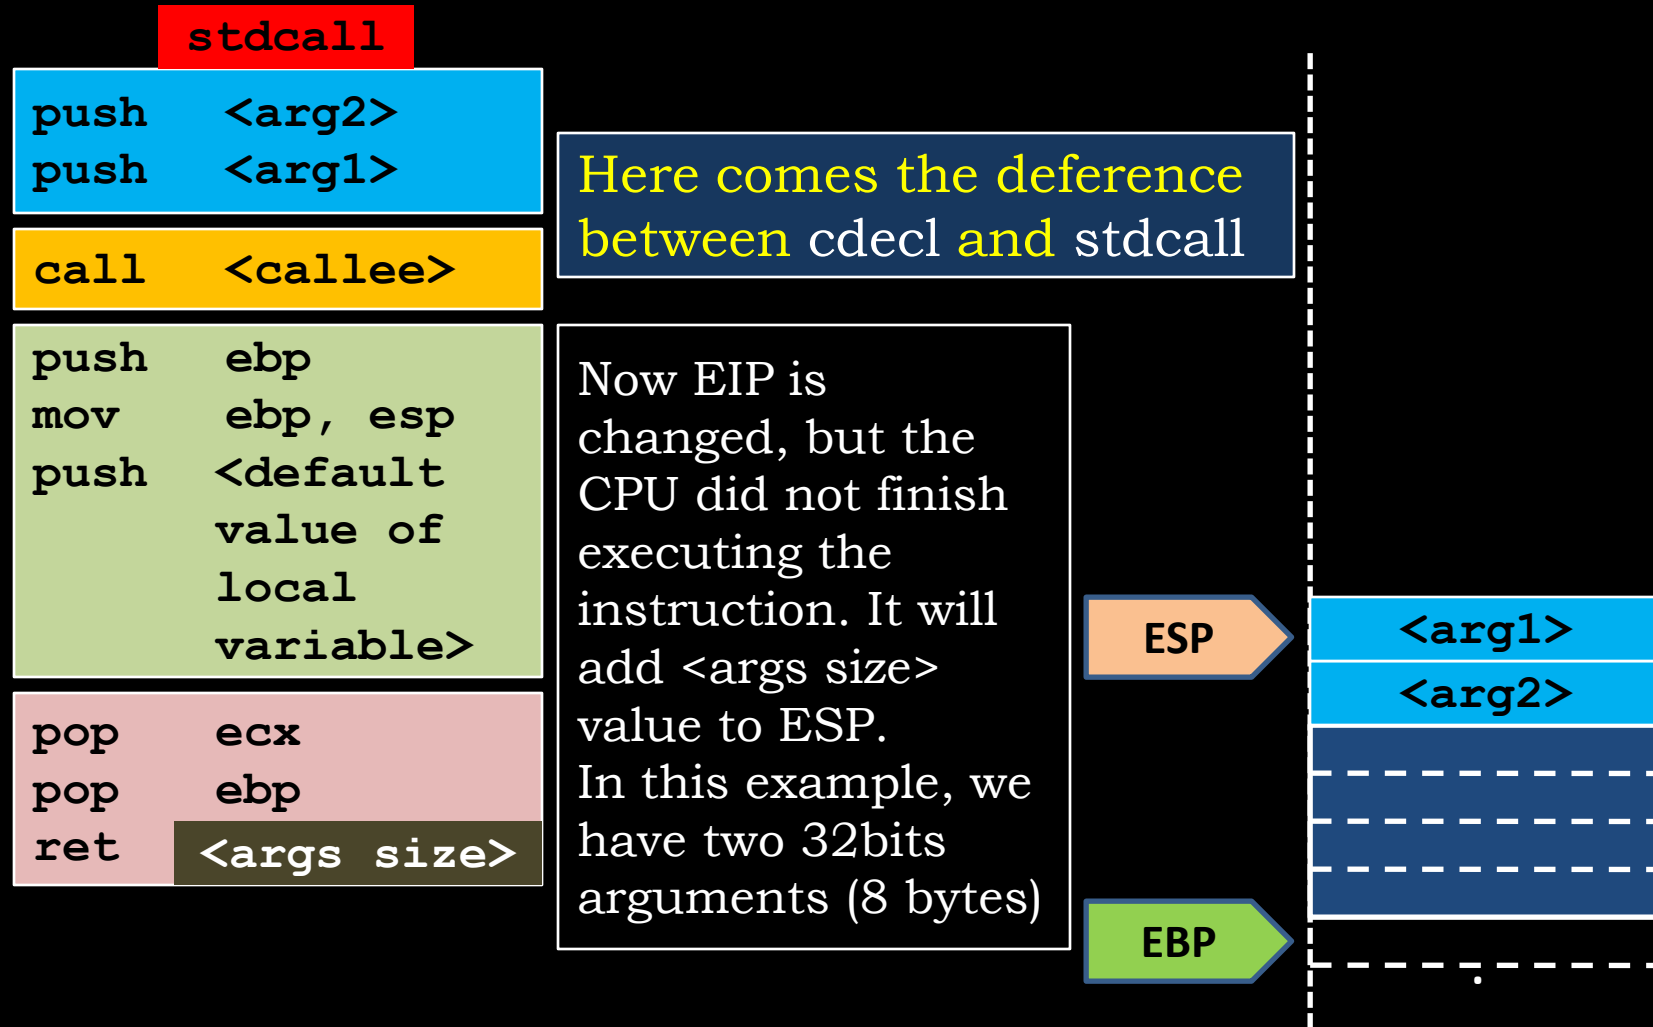 stdcall
push <arg2>
push <arg1>
Here comes the deference
between cdecl and stdcall
call <callee>
push ebp
mov ebp, esp
push <default
value of
local
variable>
Now EIP is
changed, but the
CPU did not finish
executing the
instruction. It will
add <args size>
value to ESP.
In this example, we
have two 32bits
arguments (8 bytes)
pop ecx
pop ebp
ret <args size>
ESP
<arg1>
<arg2>
EBP
.